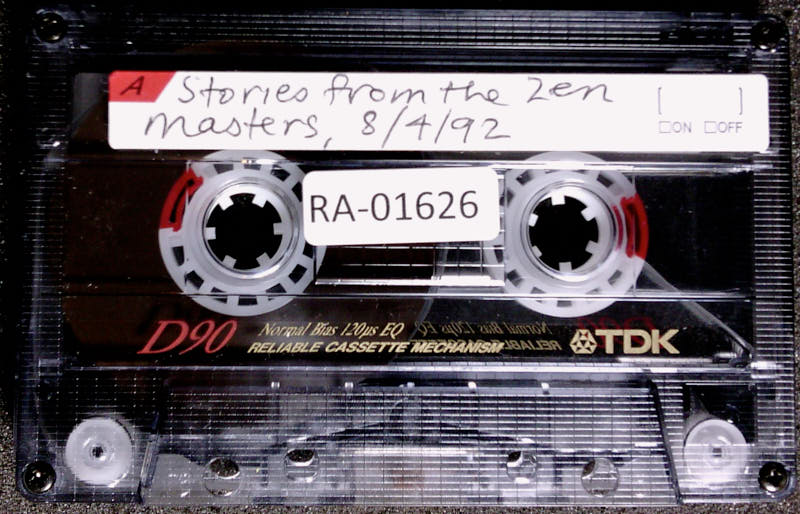 A Stories from the Zen [ ]
masters, 8/4/92 □ON □OFF
RA-01626
D90 Normal Bias 120µs EQ
RELIABLE CASSETTE MECHANISM TDK